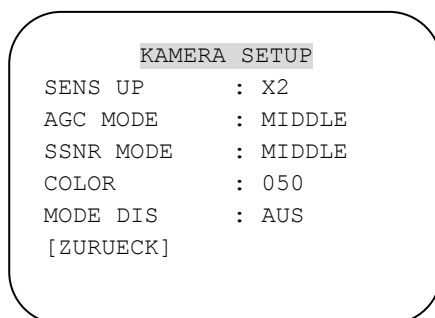 KAMERA SETUP
SENS UP : X2
AGC MODE : MIDDLE
SSNR MODE : MIDDLE
COLOR : 050
MODE DIS : AUS
[ZURUECK]